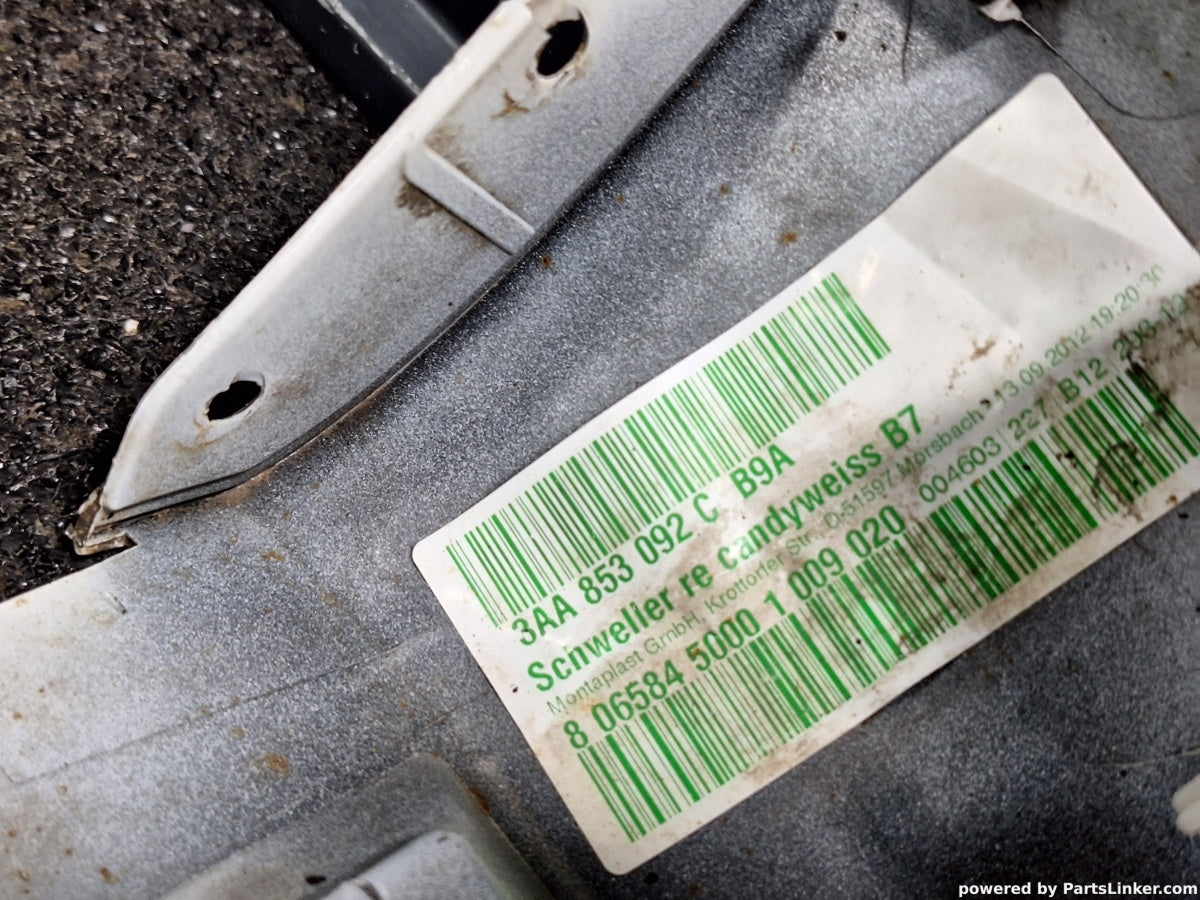 3AA 853 092 C B9A
Schweller re candyweiss B7
Montaplast GmbH, Krottorfer Str., D-51597 Morsbach 13.09.2012 19:20:30
8 06584 5000 1 009 020 004603 227 B12
powered by PartsLinker.com